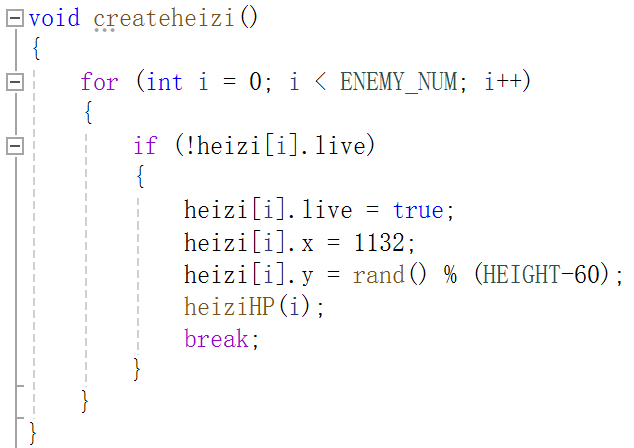 void createheizi()
{
    for (int i = 0; i < ENEMY_NUM; i++)
    {
        if (!heizi[i].live)
        {
            heizi[i].live = true;
            heizi[i].x = 1132;
            heizi[i].y = rand() % (HEIGHT-60);
            heiziHP(i);
            break;
        }
    }
}